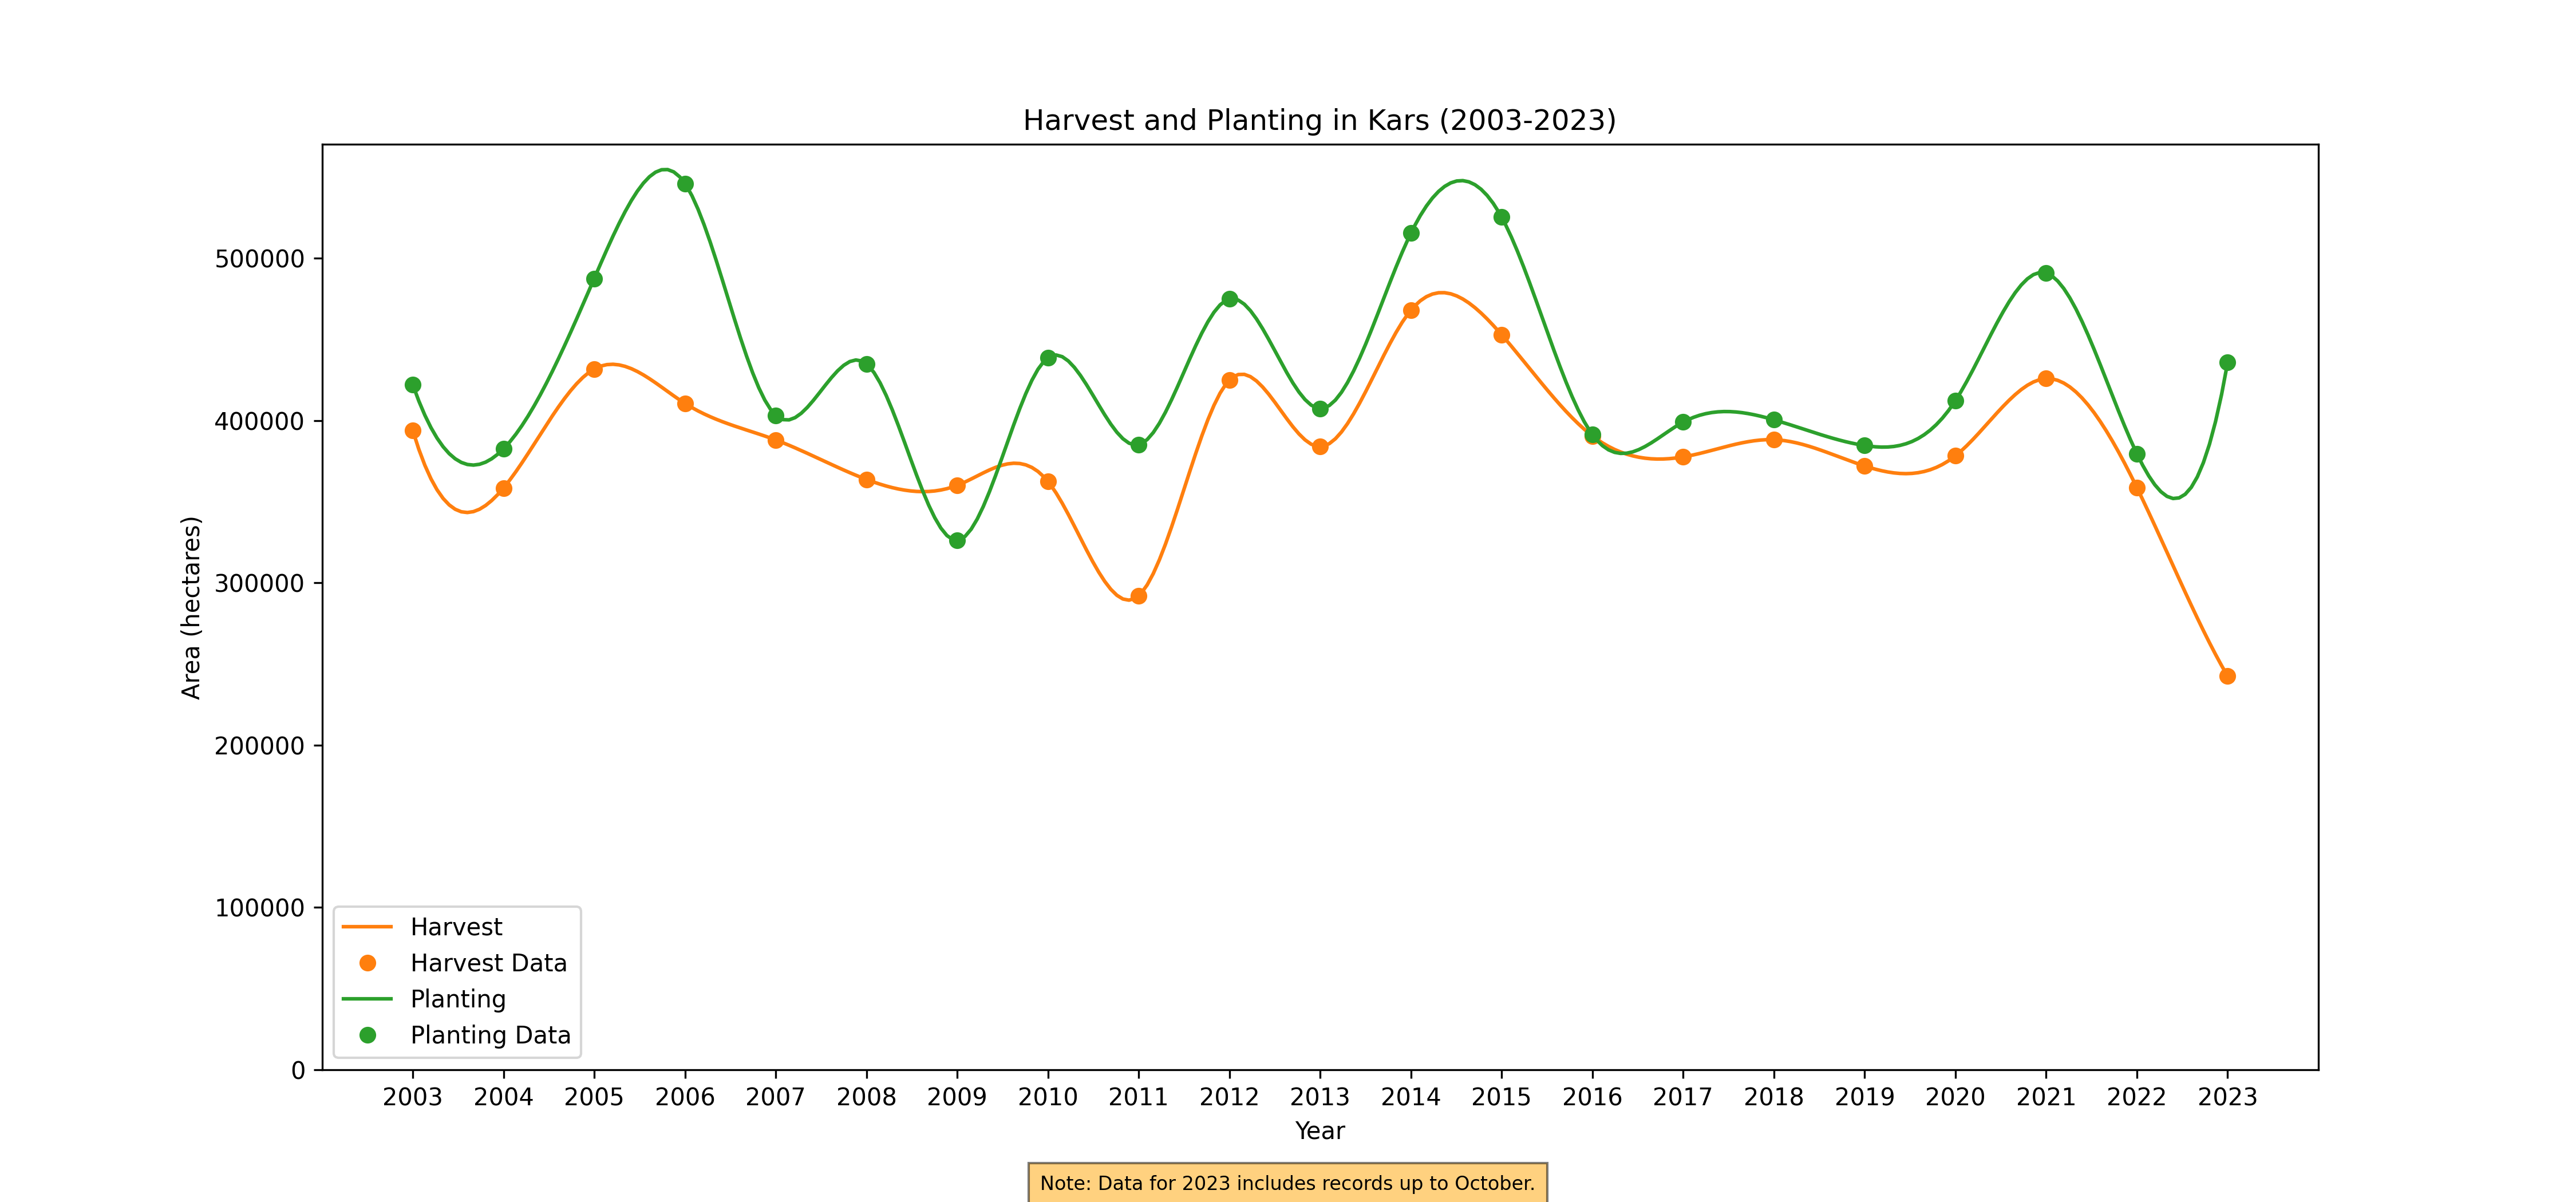 Harvest and Planting in Kars (2003-2023)
Area (hectares)
500000
400000
300000
200000
100000
0
Harvest
Harvest Data
Planting
Planting Data
2003 2004 2005 2006 2007 2008 2009 2010 2011 2012 2013 2014 2015 2016 2017 2018 2019 2020 2021 2022 2023
Year
Note: Data for 2023 includes records up to October.